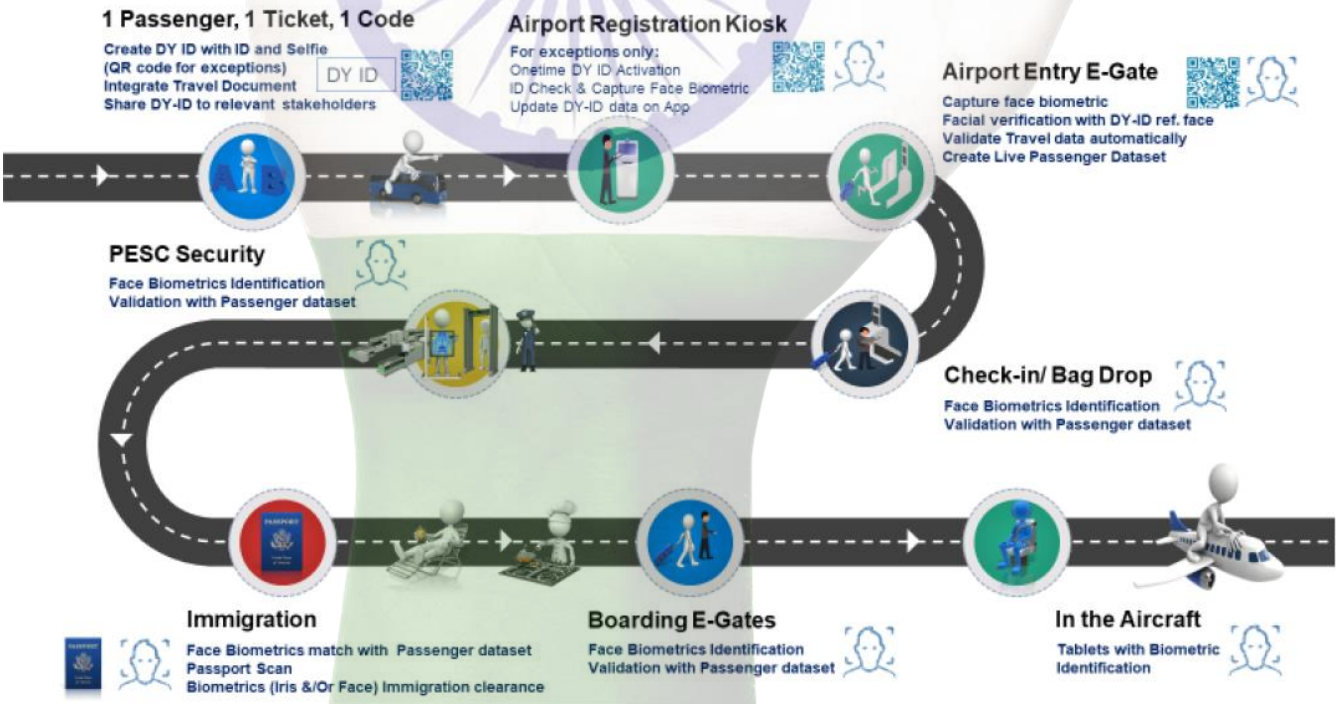 1 Passenger, 1 Ticket, 1 Code
Create DY ID with ID and Selfie
(QR code for exceptions)
Integrate Travel Document
Share DY-ID to relevant stakeholders
DY ID
Airport Registration Kiosk
For exceptions only:
Onetime DY ID Activation
ID Check & Capture Face Biometric
Update DY-ID data on App
Airport Entry E-Gate
Capture face biometric
Facial verification with DY-ID ref. face
Validate Travel data automatically
Create Live Passenger Dataset
A B
PESC Security
Face Biometrics Identification
Validation with Passenger dataset
Check-in/ Bag Drop
Face Biometrics Identification
Validation with Passenger dataset
PASSPORT
Immigration
Face Biometrics match with Passenger dataset
Passport Scan
Biometrics (Iris &/Or Face) Immigration clearance
PASSPORT
Boarding E-Gates
Face Biometrics Identification
Validation with Passenger dataset
In the Aircraft
Tablets with Biometric
Identification